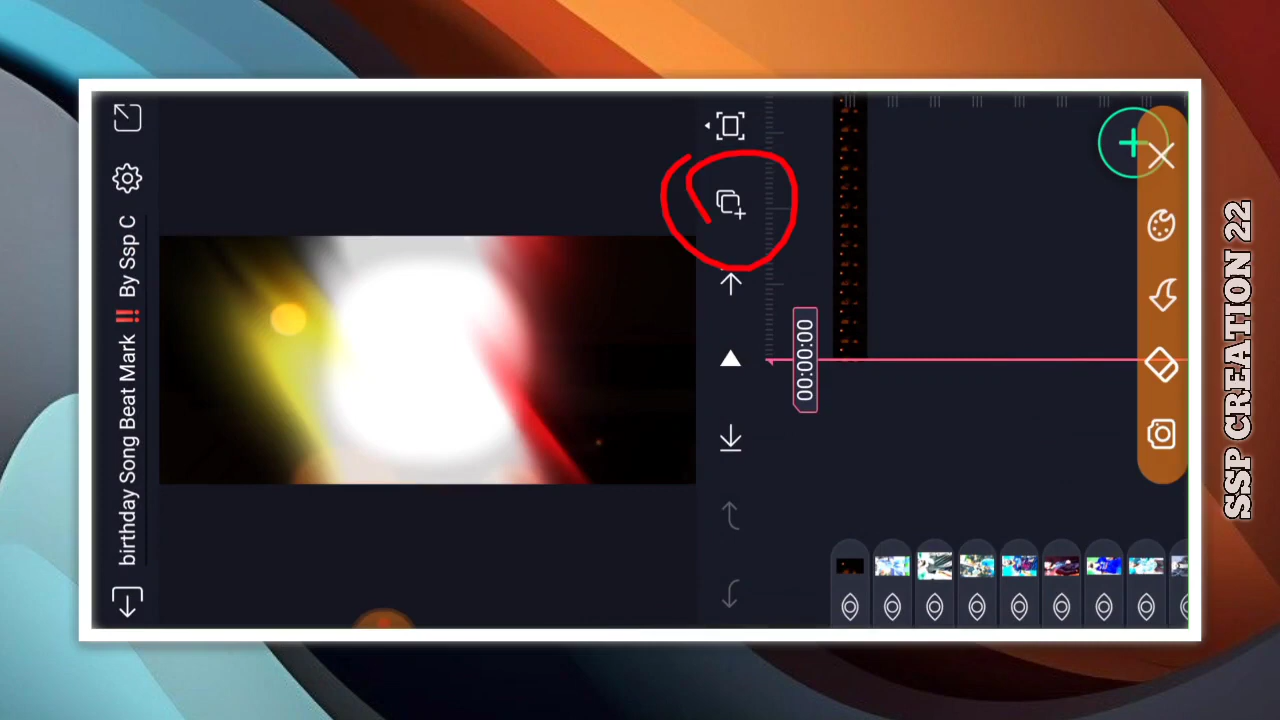 birthday Song Beat Mark ‼️ By Ssp C
00:00:00
SSP CREATION 22